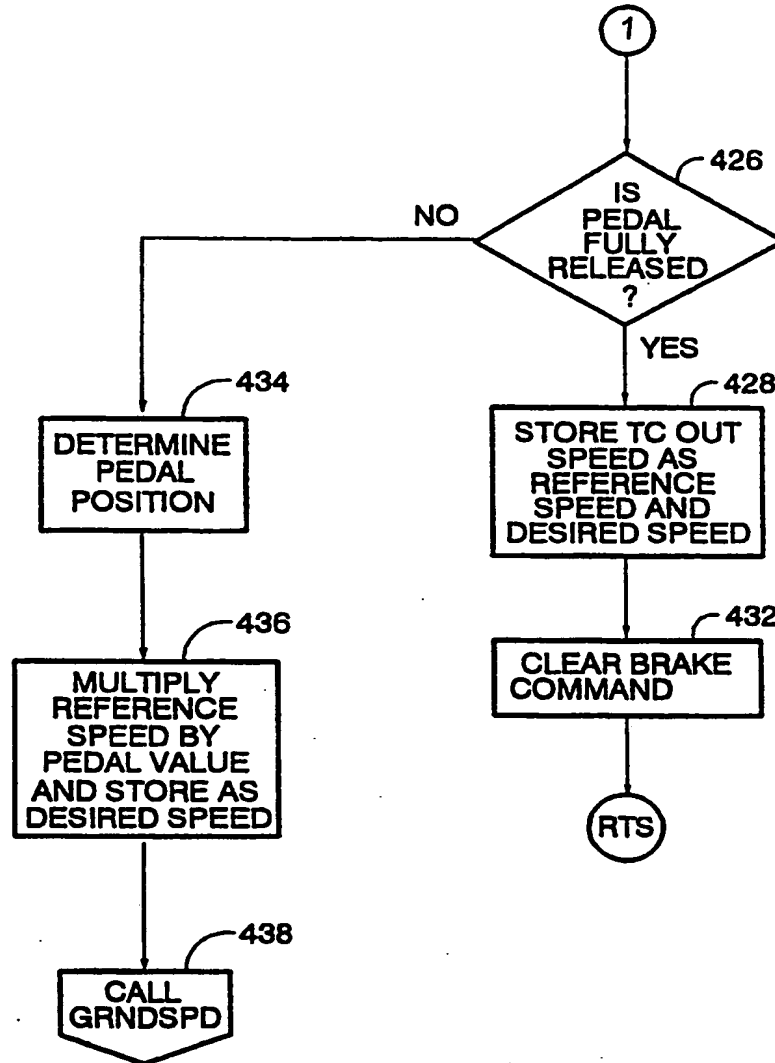 1
426
IS
PEDAL
FULLY
RELEASED
?
NO
YES
434
DETERMINE
PEDAL
POSITION
428
STORE TC OUT
SPEED AS
REFERENCE
SPEED AND
DESIRED SPEED
436
MULTIPLY
REFERENCE
SPEED BY
PEDAL VALUE
AND STORE AS
DESIRED SPEED
432
CLEAR BRAKE
COMMAND
RTS
438
CALL
GRNDSPD